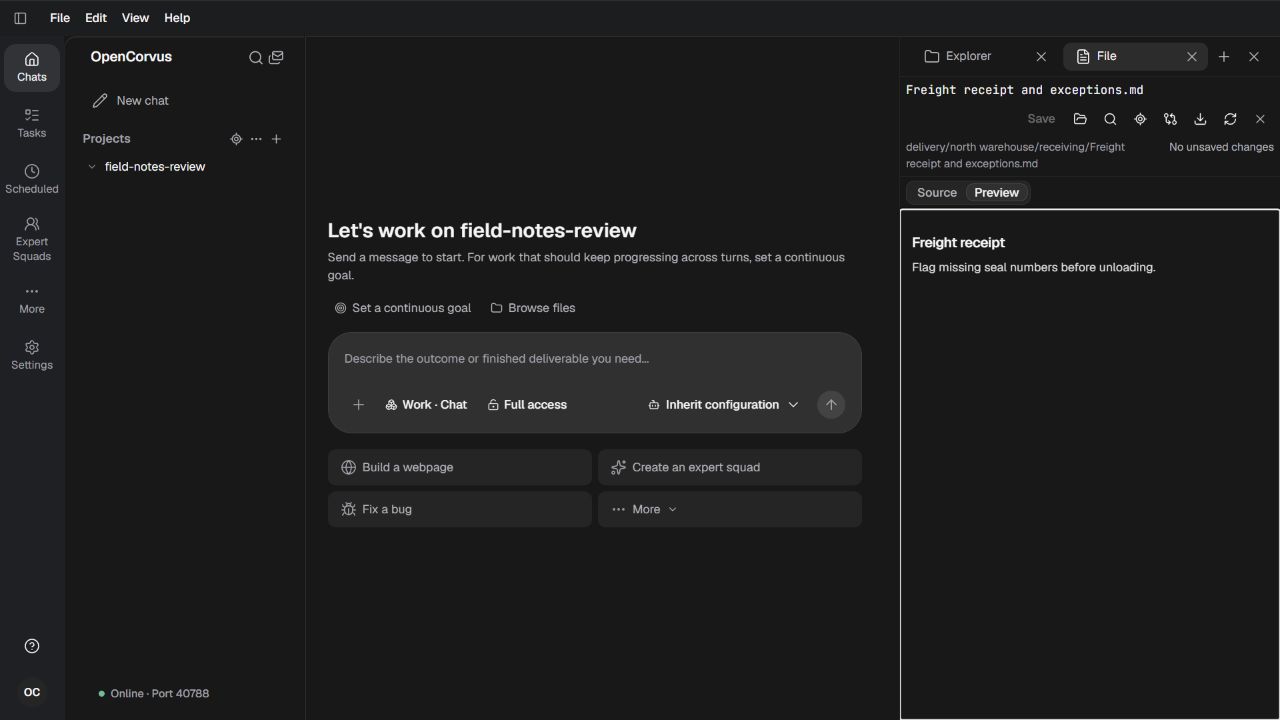 File Edit View Help
Chats
Tasks
Scheduled
Expert
Squads
More
Settings
OC
OpenCorvus
New chat
Projects
field-notes-review
Online · Port 40788
Let's work on field-notes-review
Send a message to start. For work that should keep progressing across turns, set a continuous
goal.
Set a continuous goal Browse files
Describe the outcome or finished deliverable you need...
Work · Chat Full access Inherit configuration
Build a webpage Create an expert squad
Fix a bug More
Explorer File
Freight receipt and exceptions.md
Save
delivery/north warehouse/receiving/Freight
receipt and exceptions.md
No unsaved changes
Source Preview
Freight receipt
Flag missing seal numbers before unloading.